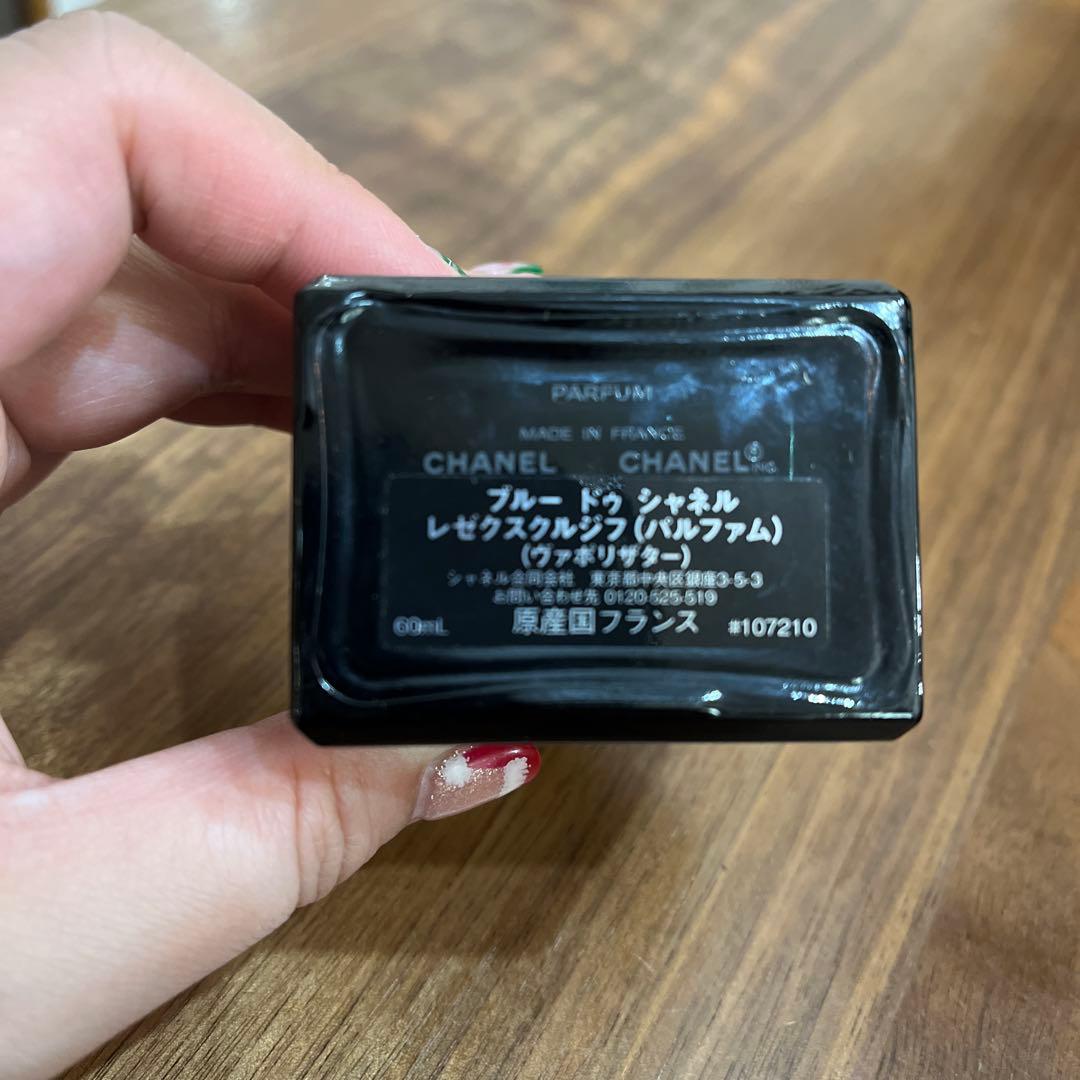 PARFUM
MADE IN FRANCE
CHANEL CHANEL INC
ブルー ドゥ シャネル
レゼクスクルジフ(パルファム)
(ヴァポリザター)
シャネル合同会社 東京都中央区銀座3-5-3
お問い合わせ先 0120-525-519
60mL 原産国フランス #107210